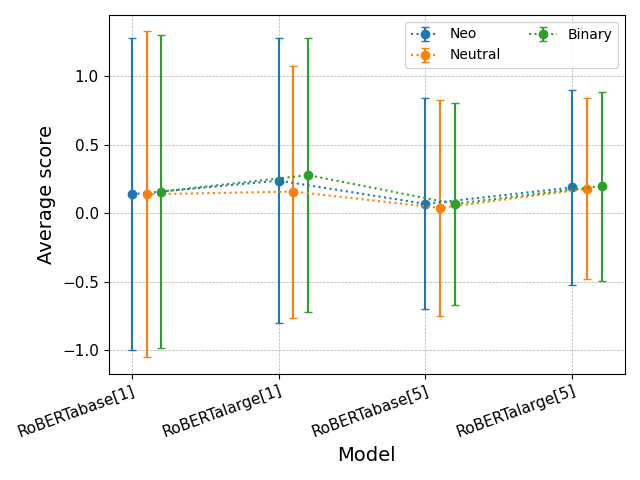 Neo
Neutral
Binary
Average score
1.0
0.5
0.0
−0.5
−1.0
RoBERTabase[1]
RoBERTalarge[1]
RoBERTabase[5]
RoBERTalarge[5]
Model